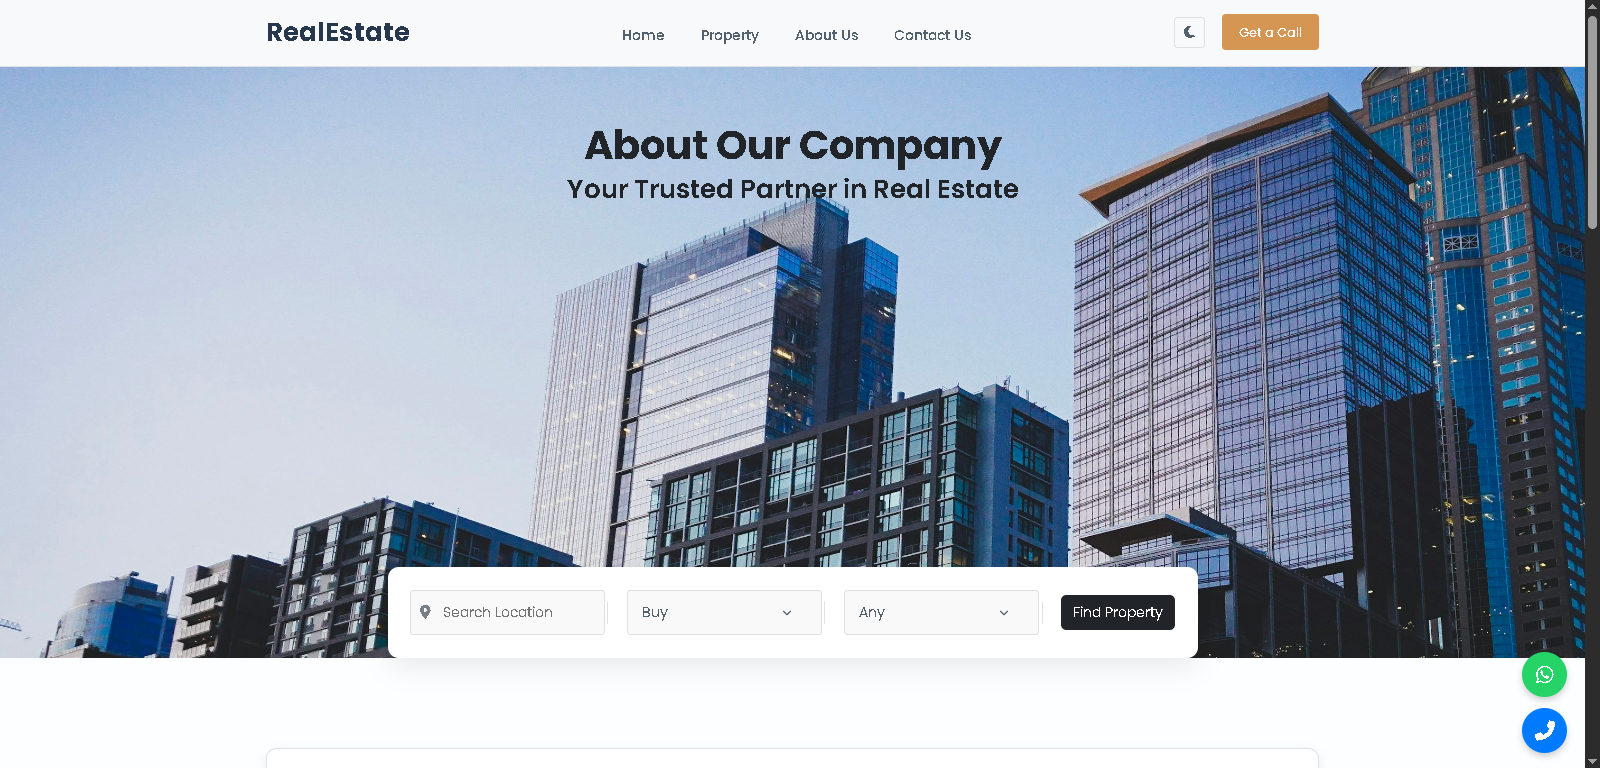 RealEstate
Home
Property
About Us
Contact Us
Get a Call
About Our Company
Your Trusted Partner in Real Estate
Search Location
Buy
Any
Find Property